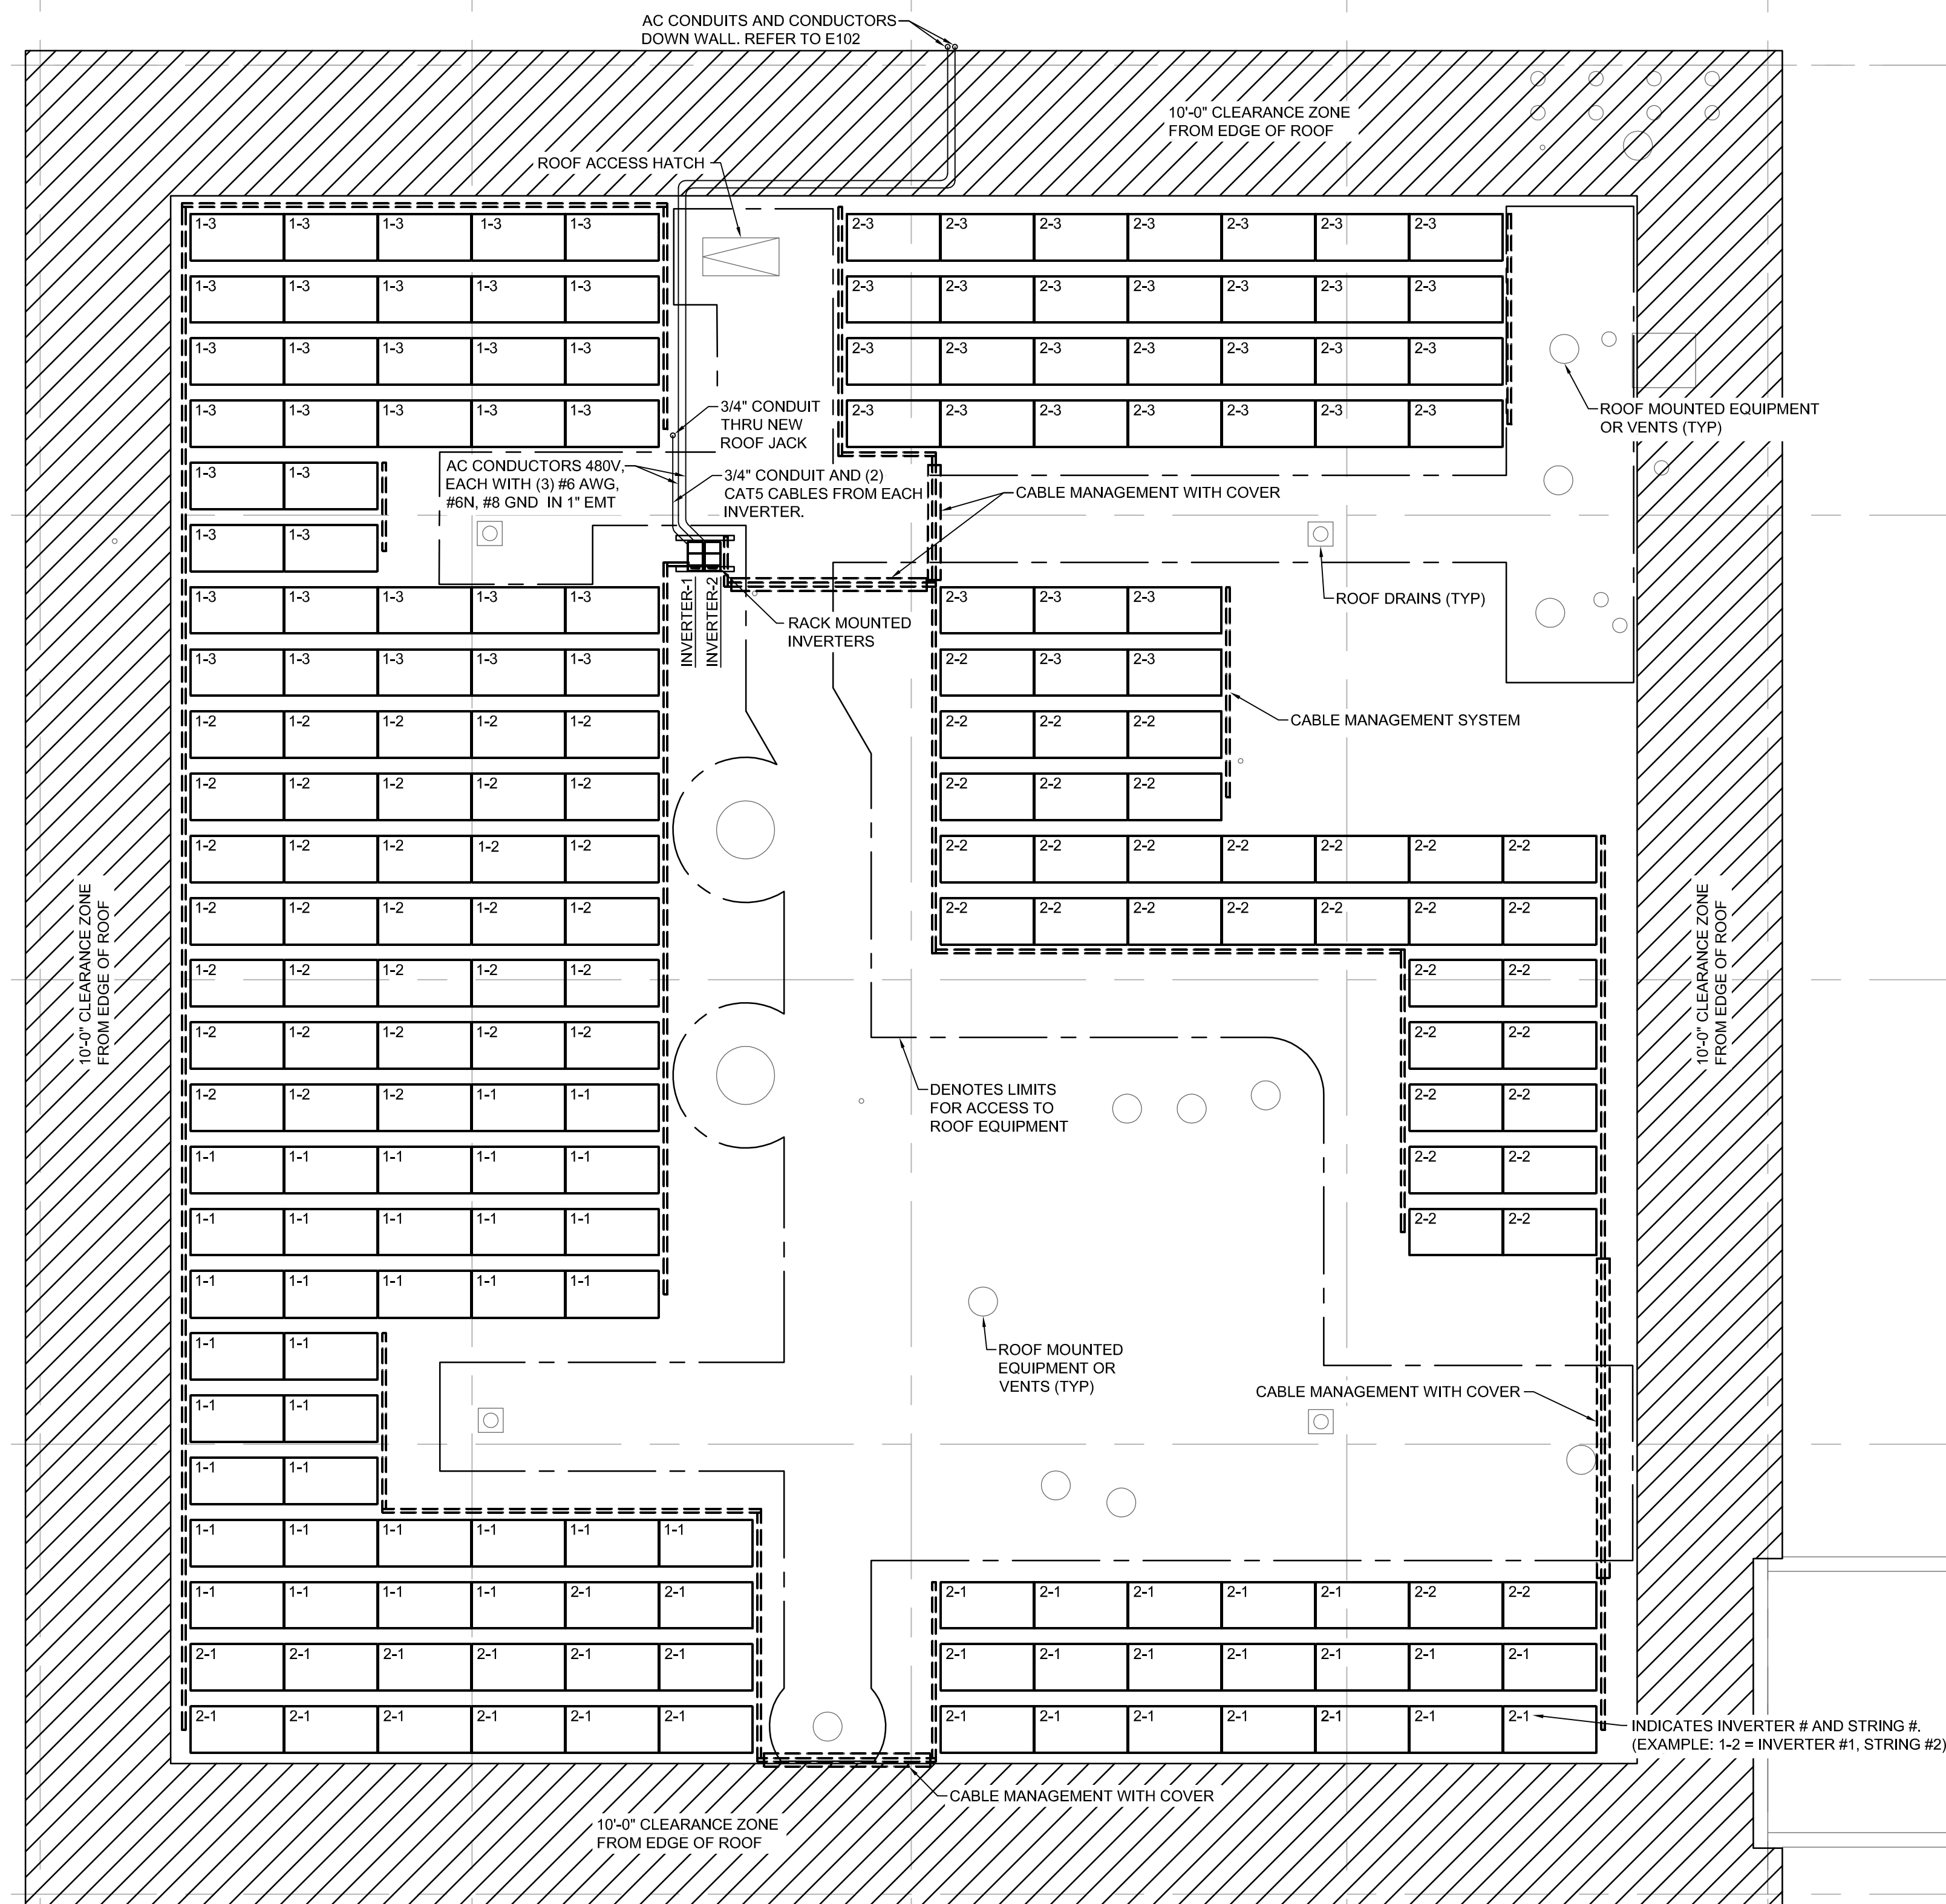 AC CONDUITS AND CONDUCTORS
DOWN WALL. REFER TO E102
10'-0" CLEARANCE ZONE
FROM EDGE OF ROOF
ROOF ACCESS HATCH
1-3 1-3 1-3 1-3 1-3 2-3 2-3 2-3 2-3 2-3 2-3 2-3
1-3 1-3 1-3 1-3 1-3 2-3 2-3 2-3 2-3 2-3 2-3 2-3
1-3 1-3 1-3 1-3 1-3 2-3 2-3 2-3 2-3 2-3 2-3 2-3
1-3 1-3 1-3 1-3 1-3 2-3 2-3 2-3 2-3 2-3 2-3 2-3
3/4" CONDUIT
THRU NEW
ROOF JACK
ROOF MOUNTED EQUIPMENT
OR VENTS (TYP)
1-3 1-3
AC CONDUCTORS 480V,
EACH WITH (3) #6 AWG,
#6N, #8 GND IN 1" EMT
3/4" CONDUIT AND (2)
CAT5 CABLES FROM EACH
INVERTER.
CABLE MANAGEMENT WITH COVER
1-3 1-3
1-3 1-3 1-3 1-3 1-3 2-3 2-3 2-3
INVERTER-1
INVERTER-2
RACK MOUNTED
INVERTERS
ROOF DRAINS (TYP)
1-3 1-3 1-3 1-3 1-3 2-2 2-3 2-3
1-2 1-2 1-2 1-2 1-2 2-2 2-2 2-2
CABLE MANAGEMENT SYSTEM
1-2 1-2 1-2 1-2 1-2 2-2 2-2 2-2
1-2 1-2 1-2 1-2 1-2 2-2 2-2 2-2 2-2 2-2 2-2 2-2
1-2 1-2 1-2 1-2 1-2 2-2 2-2 2-2 2-2 2-2 2-2 2-2
10'-0" CLEARANCE ZONE
FROM EDGE OF ROOF
10'-0" CLEARANCE ZONE
FROM EDGE OF ROOF
1-2 1-2 1-2 1-2 1-2 2-2 2-2
1-2 1-2 1-2 1-2 1-2 2-2 2-2
1-2 1-2 1-2 1-1 1-1 2-2 2-2
DENOTES LIMITS
FOR ACCESS TO
ROOF EQUIPMENT
1-1 1-1 1-1 1-1 1-1 2-2 2-2
1-1 1-1 1-1 1-1 1-1 2-2 2-2
1-1 1-1 1-1 1-1 1-1
1-1 1-1
ROOF MOUNTED
EQUIPMENT OR
VENTS (TYP)
CABLE MANAGEMENT WITH COVER
1-1 1-1
1-1 1-1
1-1 1-1 1-1 1-1 1-1 1-1
1-1 1-1 1-1 1-1 2-1 2-1 2-1 2-1 2-1 2-1 2-1 2-2 2-2
2-1 2-1 2-1 2-1 2-1 2-1 2-1 2-1 2-1 2-1 2-1 2-1 2-1
2-1 2-1 2-1 2-1 2-1 2-1 2-1 2-1 2-1 2-1 2-1 2-1 2-1
INDICATES INVERTER # AND STRING #.
(EXAMPLE: 1-2 = INVERTER #1, STRING #2)
CABLE MANAGEMENT WITH COVER
10'-0" CLEARANCE ZONE
FROM EDGE OF ROOF